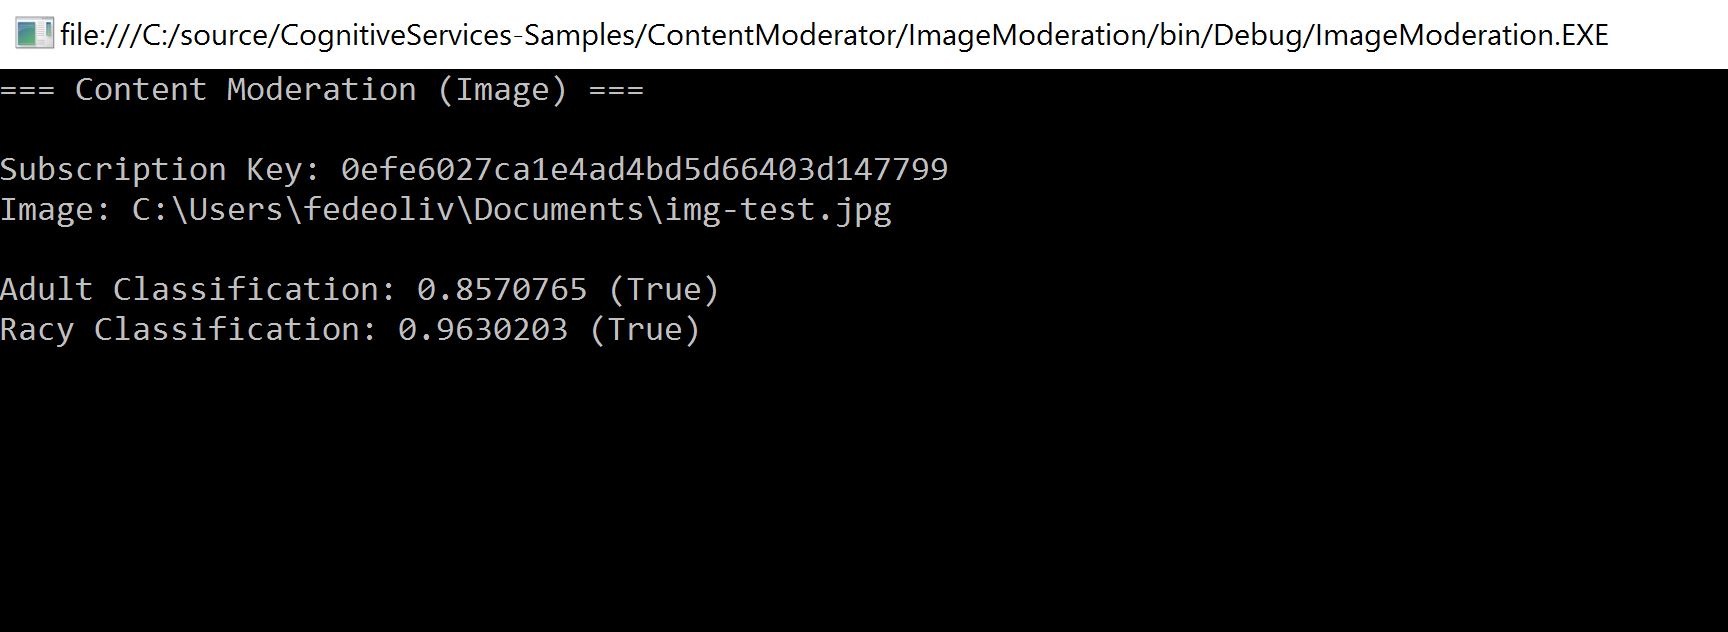 file:///C:/source/CognitiveServices-Samples/ContentModerator/ImageModeration/bin/Debug/ImageModeration.EXE
=== Content Moderation (Image) ===
Subscription Key: 0efe6027ca1e4ad4bd5d66403d147799
Image: C:\Users\fedeoliv\Documents\img-test.jpg
Adult Classification: 0.8570765 (True)
Racy Classification: 0.9630203 (True)